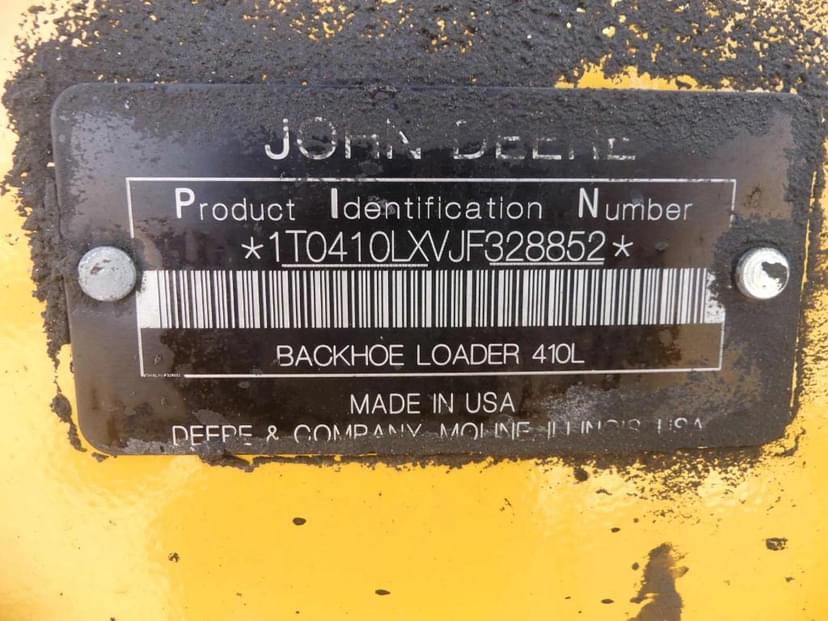 JOHN DEERE
Product Identification Number
*1T0410LXVJF328852*
BACKHOE LOADER 410L
MADE IN USA
DEERE & COMPANY MOLINE, ILLINOIS USA